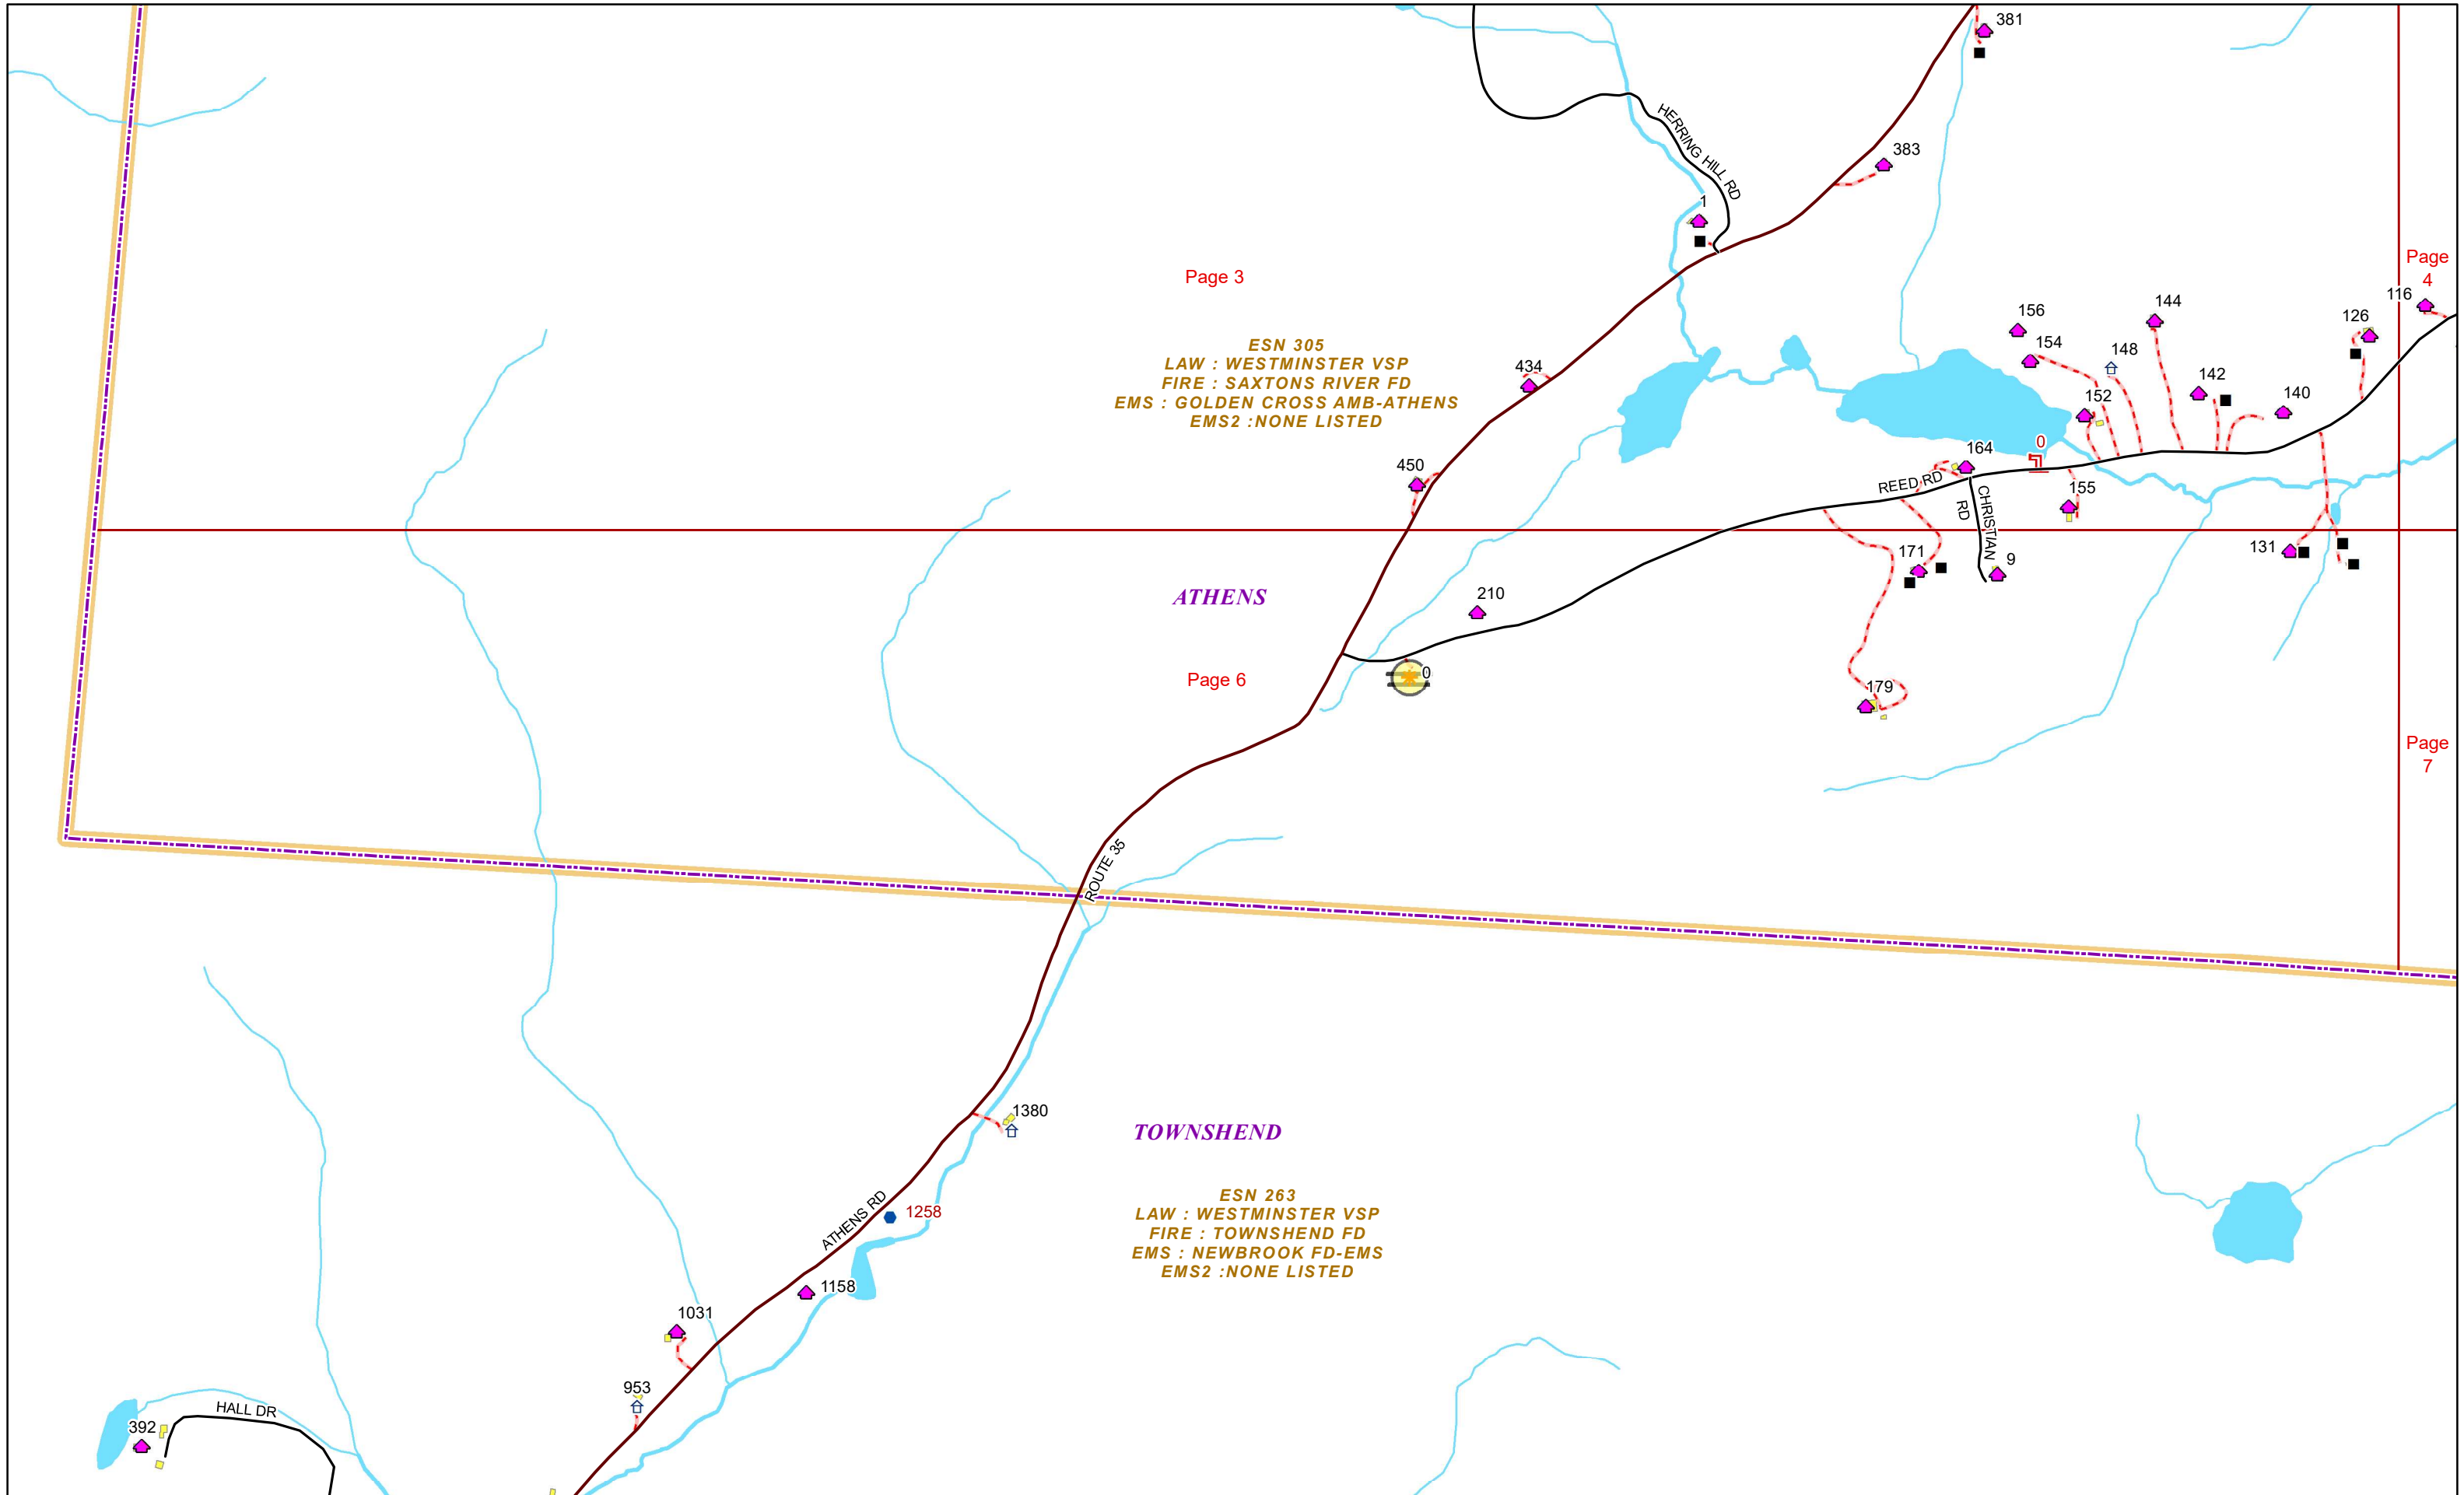 381
HERRING HILL RD
383
1
Page 3
Page
4
116
156
144
126
154
148
ESN 305
LAW : WESTMINSTER VSP
FIRE : SAXTONS RIVER FD
EMS : GOLDEN CROSS AMB-ATHENS
EMS2 :NONE LISTED
434
142
152
140
0
164
450
REED RD
155
CHRISTIAN
RD
131
171
9
ATHENS
210
Page 6
0
179
Page
7
ROUTE 35
1380
TOWNSHEND
ATHENS RD
1258
ESN 263
LAW : WESTMINSTER VSP
FIRE : TOWNSHEND FD
EMS : NEWBROOK FD-EMS
EMS2 :NONE LISTED
1158
1031
953
HALL DR
392